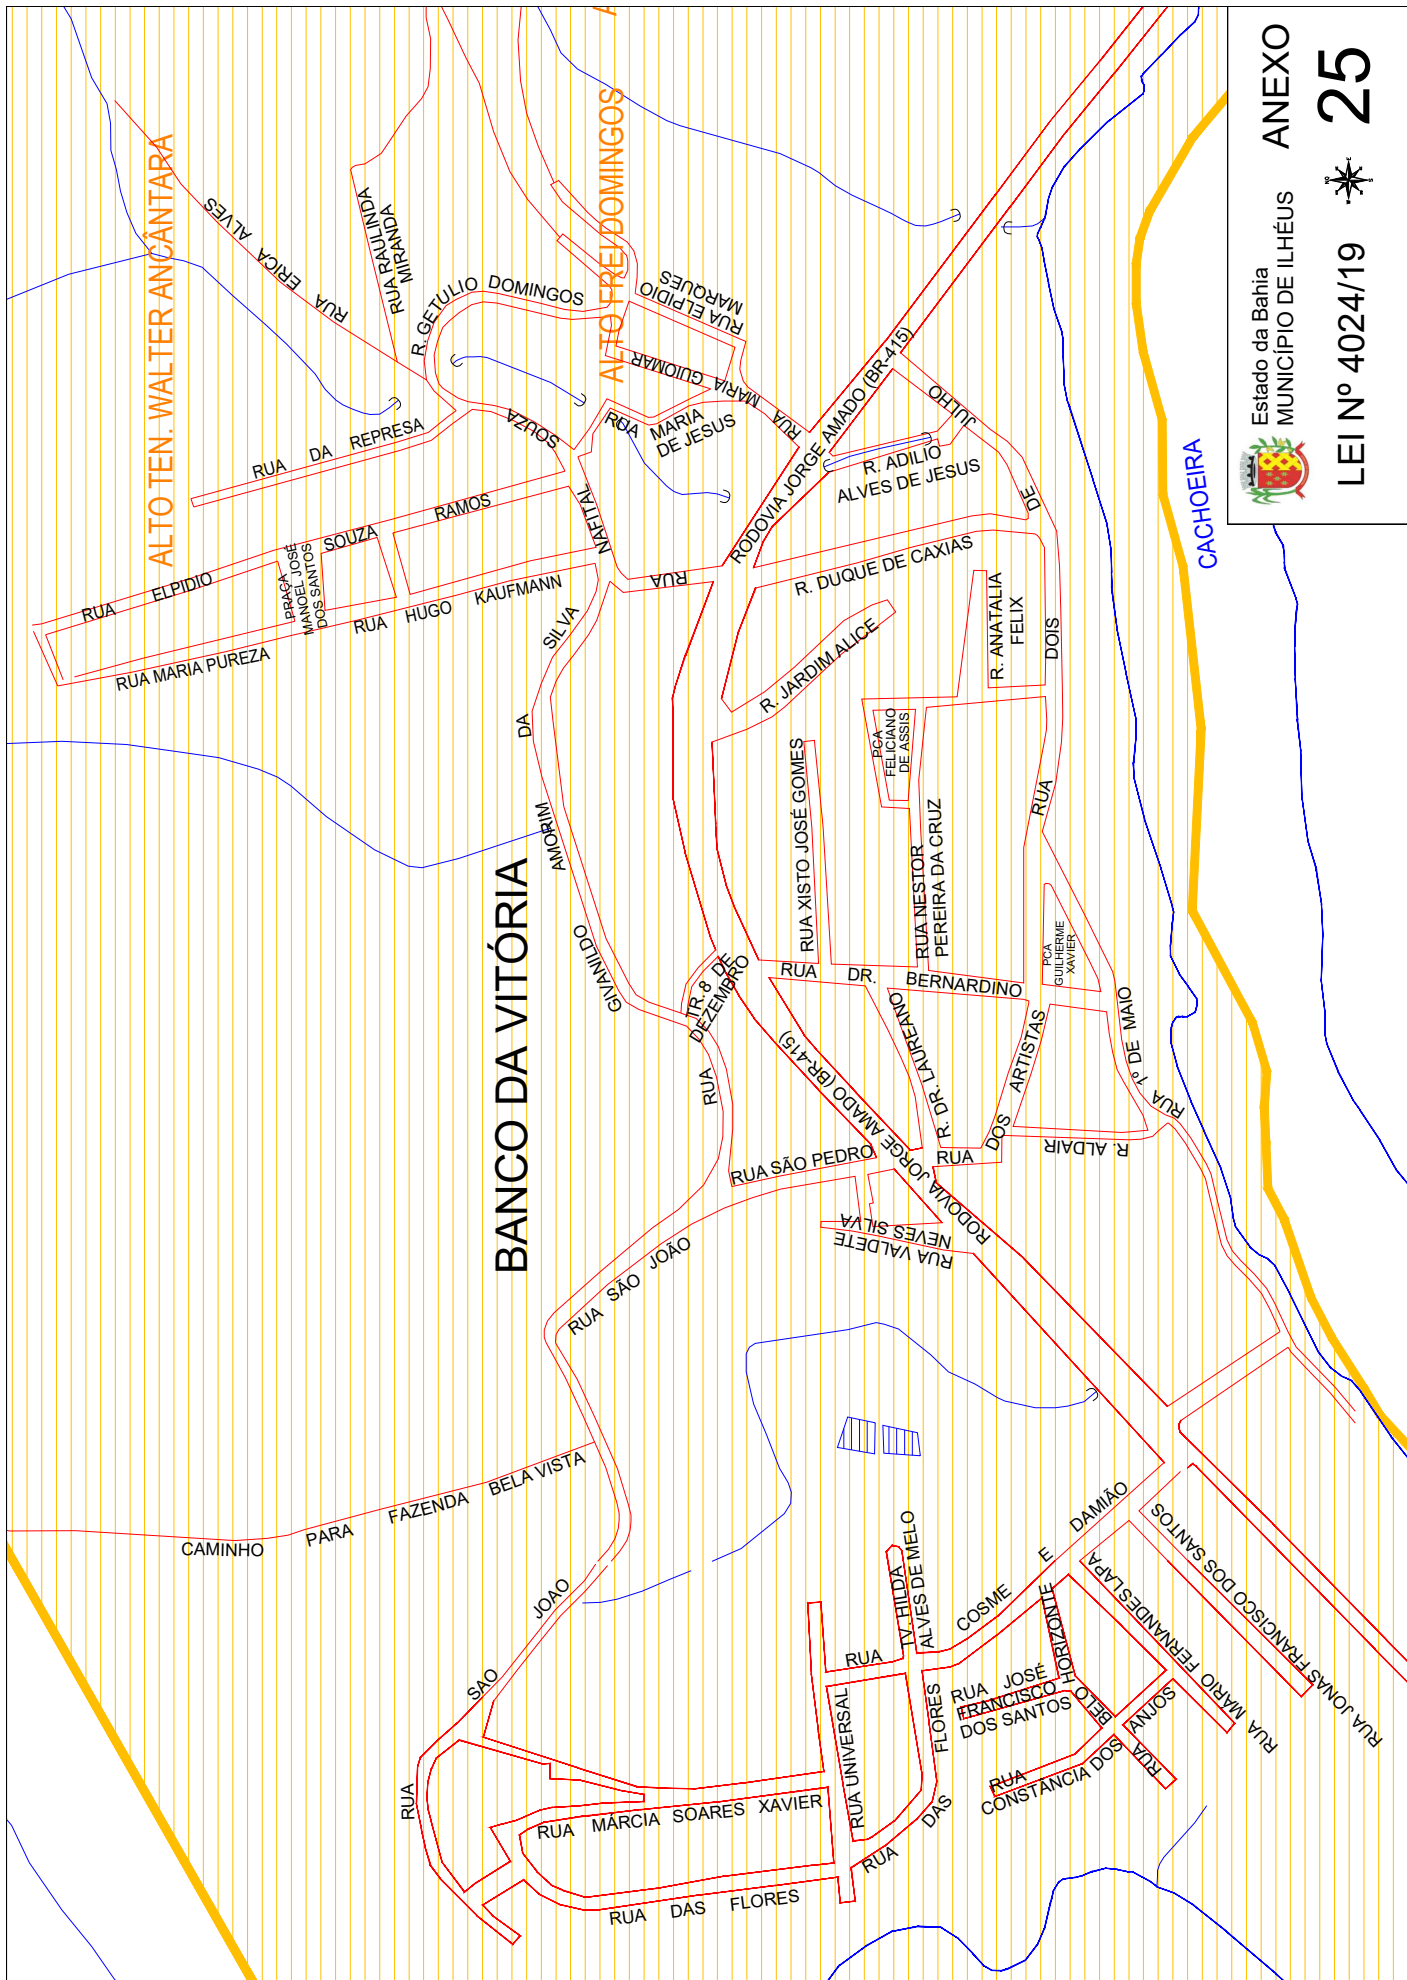 ALTO TEN. WALTER ANCÂNTARA
ALTO FREI DOMINGOS
A
BANCO DA VITÓRIA
CACHOEIRA
RUA ERICA ALVES
RUA RAULINDA
MIRANDA
R. GETULIO DOMINGOS
SOUZA
RUA DA REPRESA
RUA ELPIDIO
MARQUES
RUA MARIA GUIOMAR
RUA MARIA
DE JESUS
RUA ELPIDIO SOUZA RAMOS
PRAÇA
MANOEL JOSÉ
DOS SANTOS
RUA HUGO KAUFMANN
RUA MARIA PUREZA
RUA NAFITAL
RODOVIA JORGE AMADO (BR-415)
R. ADILIO
ALVES DE JESUS
R. DUQUE DE CAXIAS
RUA DOIS DE JULHO
R. ANATALIA
FELIX
R. JARDIM ALICE
PCA
FELICIANO
DE ASSIS
RUA XISTO JOSÉ GOMES
RUA NESTOR
PEREIRA DA CRUZ
PCA
GUILHERME
XAVIER
RUA GIVANILDO AMORIM DA SILVA
TR. 8 DE
DEZEMBRO
RUA DR. BERNARDINO
R. DR. LAUREANO
RUA DOS ARTISTAS
RUA 1º DE MAIO
R. ALDAIR
RODOVIA JORGE AMADO (BR-415)
RUA SÃO PEDRO
RUA VALDETE
NEVES SILVA
RUA SÃO JOÃO
CAMINHO PARA FAZENDA BELA VISTA
RUA SAO JOAO
TV. HILDA
ALVES DE MELO
RUA COSME E DAMIÃO
RUA JOSÉ
FRANCISCO
DOS SANTOS
BELO HORIZONTE
RUA MARIO FERNANDES LAPA
RUA JONAS FRANCISCO DOS SANTOS
RUA DOS ANJOS
RUA
CONSTÂNCIA
RUA UNIVERSAL
RUA MÁRCIA SOARES XAVIER
RUA DAS FLORES
RUA DAS FLORES
Estado da Bahia
MUNICÍPIO DE ILHÉUS
ANEXO
LEI Nº 4024/19
25